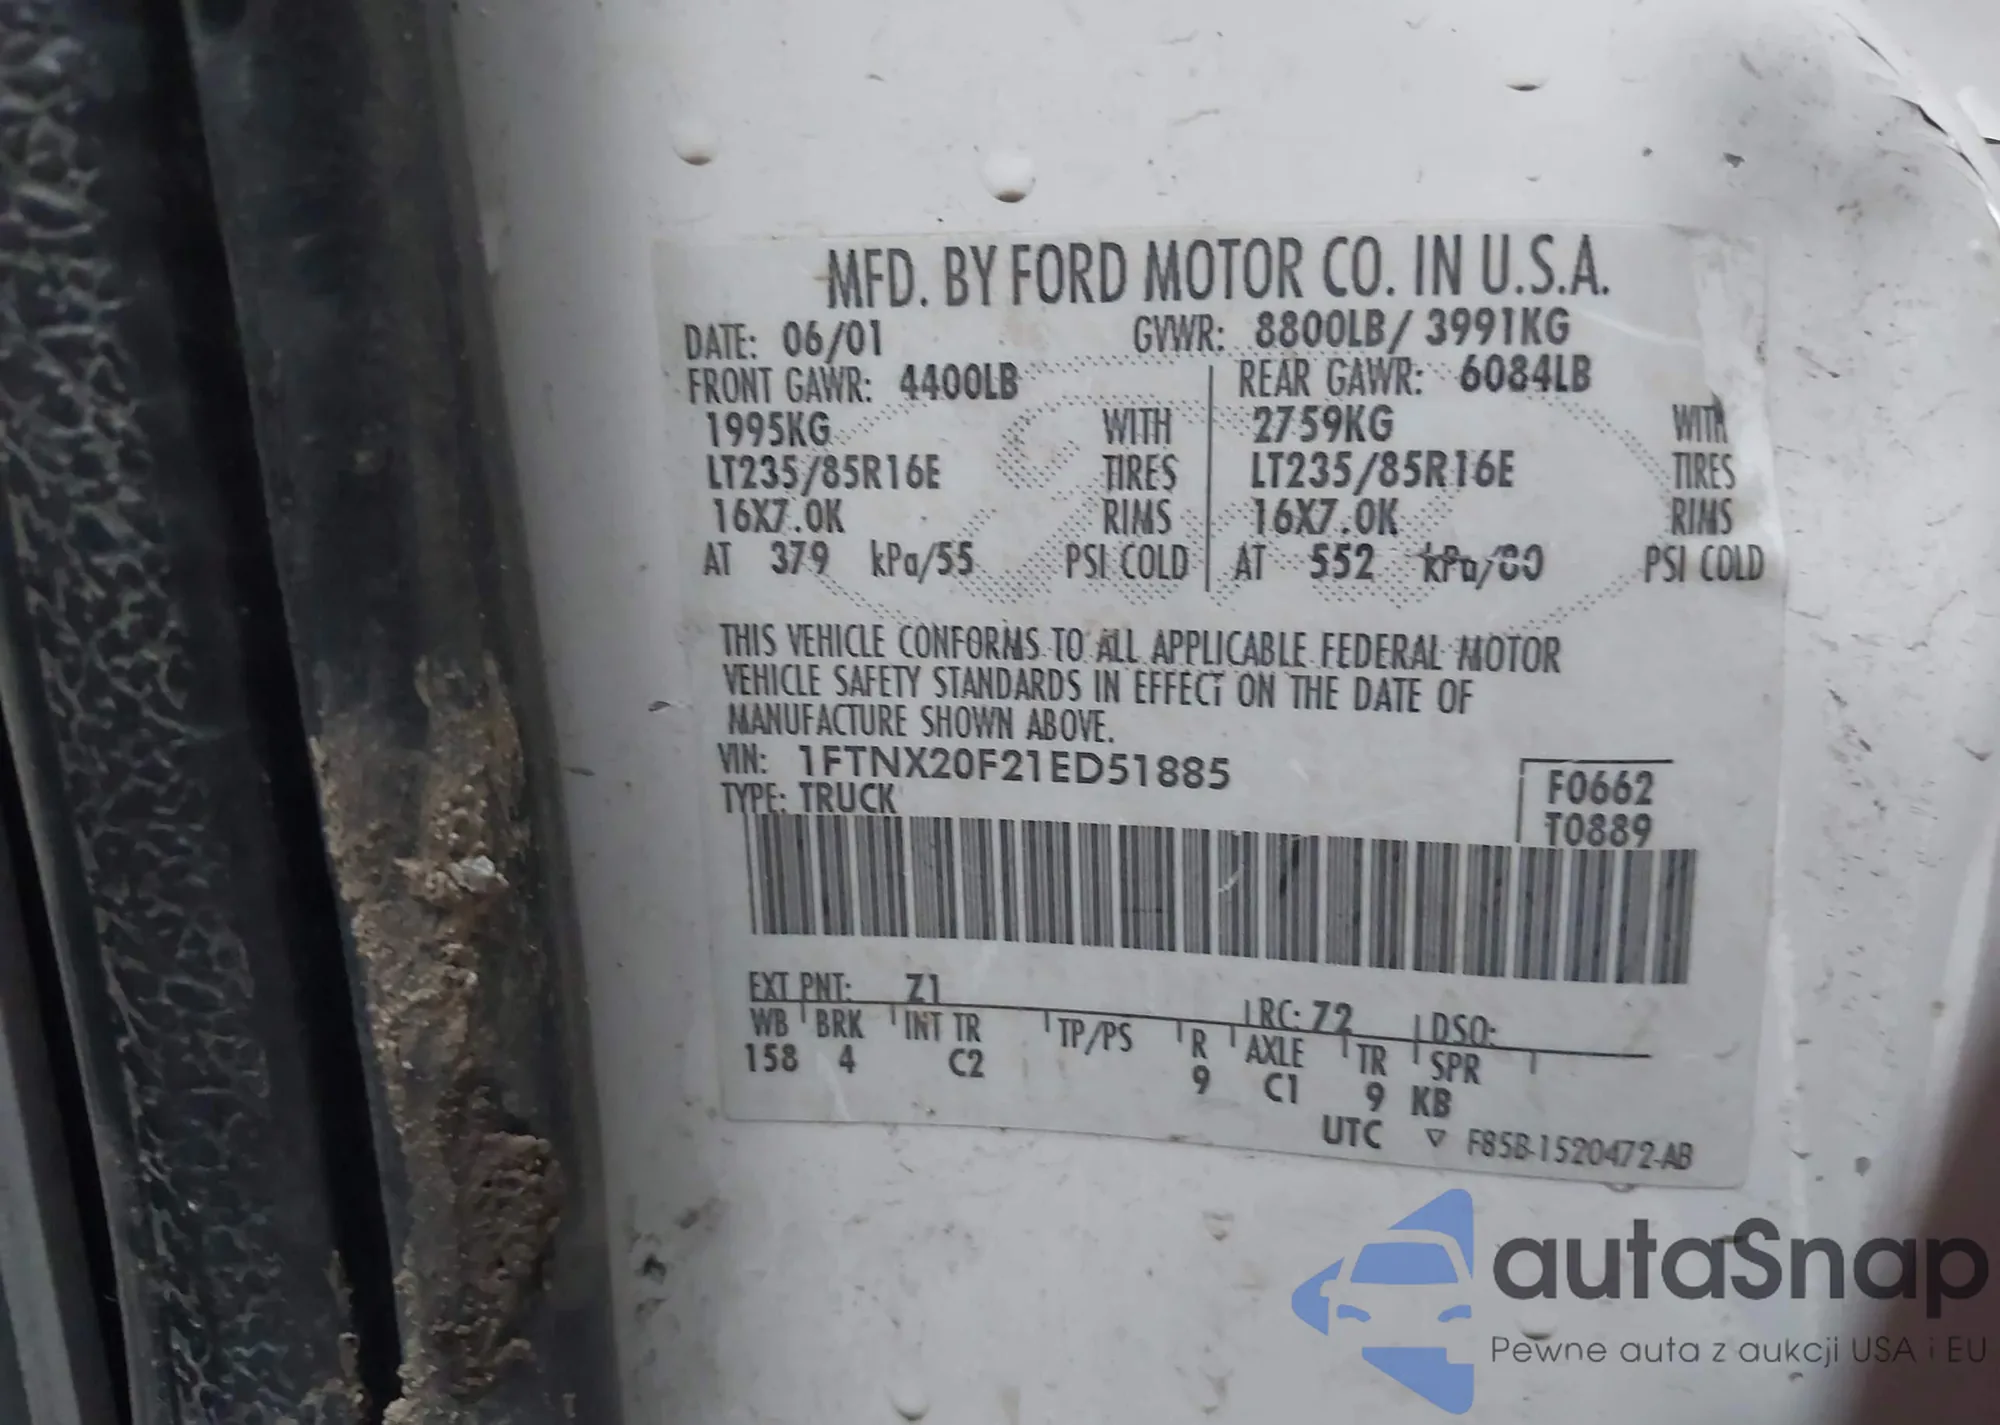 MFD. BY FORD MOTOR CO. IN U.S.A.
DATE: 06/01 GVWR: 8800LB/ 3991KG
FRONT GAWR: 4400LB REAR GAWR: 6084LB
1995KG WITH 2759KG WITH
LT235/85R16E TIRES LT235/85R16E TIRES
16X7.0K RIMS 16X7.0K RIMS
AT 379 kPa/55 PSI COLD AT 552 kPa/80 PSI COLD
THIS VEHICLE CONFORMS TO ALL APPLICABLE FEDERAL MOTOR
VEHICLE SAFETY STANDARDS IN EFFECT ON THE DATE OF
MANUFACTURE SHOWN ABOVE.
VIN: 1FTNX20F21ED51885
TYPE: TRUCK
F0662
T0889
EXT PNT: Z1 RC: 72 DSO:
WB BRK INT TR TP/PS R AXLE TR SPR
158 4 C2 9 C1 9 KB
UTC ▽ F85B-1520472-AB
autaSnap
Pewne auta z aukcji USA i EU